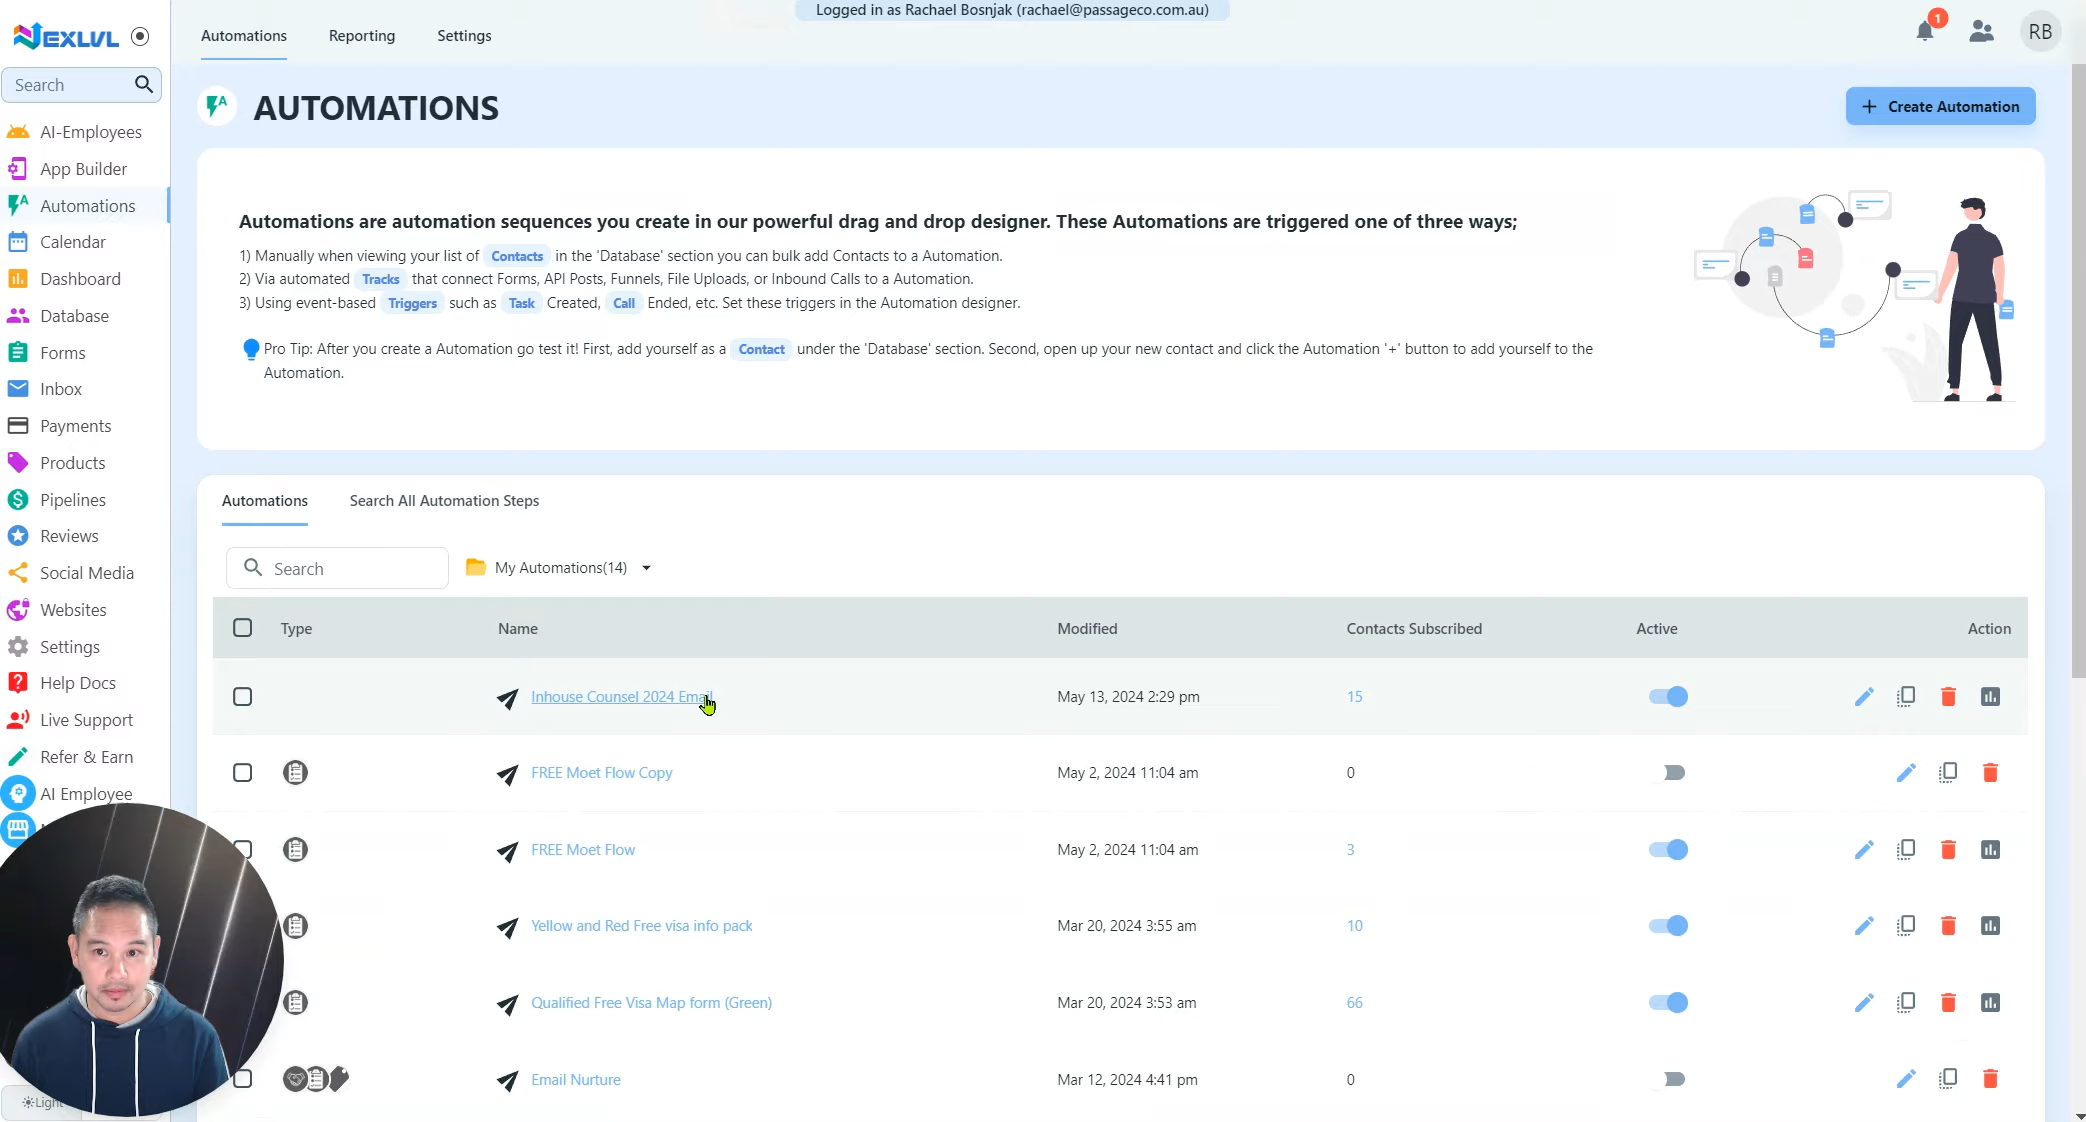 Logged in as Rachael Bosnjak (rachael@passageco.com.au)
NEXLVL
Automations Reporting Settings
1
RB
Search
AI-Employees
App Builder
Automations
Calendar
Dashboard
Database
Forms
Inbox
Payments
Products
Pipelines
Reviews
Social Media
Websites
Settings
Help Docs
Live Support
Refer & Earn
AI Employee
Light
AUTOMATIONS
+ Create Automation
Automations are automation sequences you create in our powerful drag and drop designer. These Automations are triggered one of three ways;
1) Manually when viewing your list of Contacts in the 'Database' section you can bulk add Contacts to a Automation.
2) Via automated Tracks that connect Forms, API Posts, Funnels, File Uploads, or Inbound Calls to a Automation.
3) Using event-based Triggers such as Task Created, Call Ended, etc. Set these triggers in the Automation designer.
Pro Tip: After you create a Automation go test it! First, add yourself as a Contact under the 'Database' section. Second, open up your new contact and click the Automation '+' button to add yourself to the
Automation.
Automations Search All Automation Steps
Search My Automations(14)
Type Name Modified Contacts Subscribed Active Action
Inhouse Counsel 2024 Email May 13, 2024 2:29 pm 15
FREE Moet Flow Copy May 2, 2024 11:04 am 0
FREE Moet Flow May 2, 2024 11:04 am 3
Yellow and Red Free visa info pack Mar 20, 2024 3:55 am 10
Qualified Free Visa Map form (Green) Mar 20, 2024 3:53 am 66
Email Nurture Mar 12, 2024 4:41 pm 0